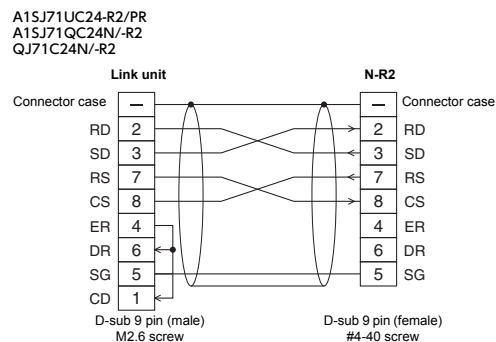 A1SJ71UC24-R2/PR
A1SJ71QC24N/-R2
QJ71C24N/-R2
Link unit N-R2
Connector case – – Connector case
RD 2 2 RD
SD 3 3 SD
RS 7 7 RS
CS 8 8 CS
ER 4 4 ER
DR 6 6 DR
SG 5 5 SG
CD 1
D-sub 9 pin (male) D-sub 9 pin (female)
M2.6 screw #4-40 screw